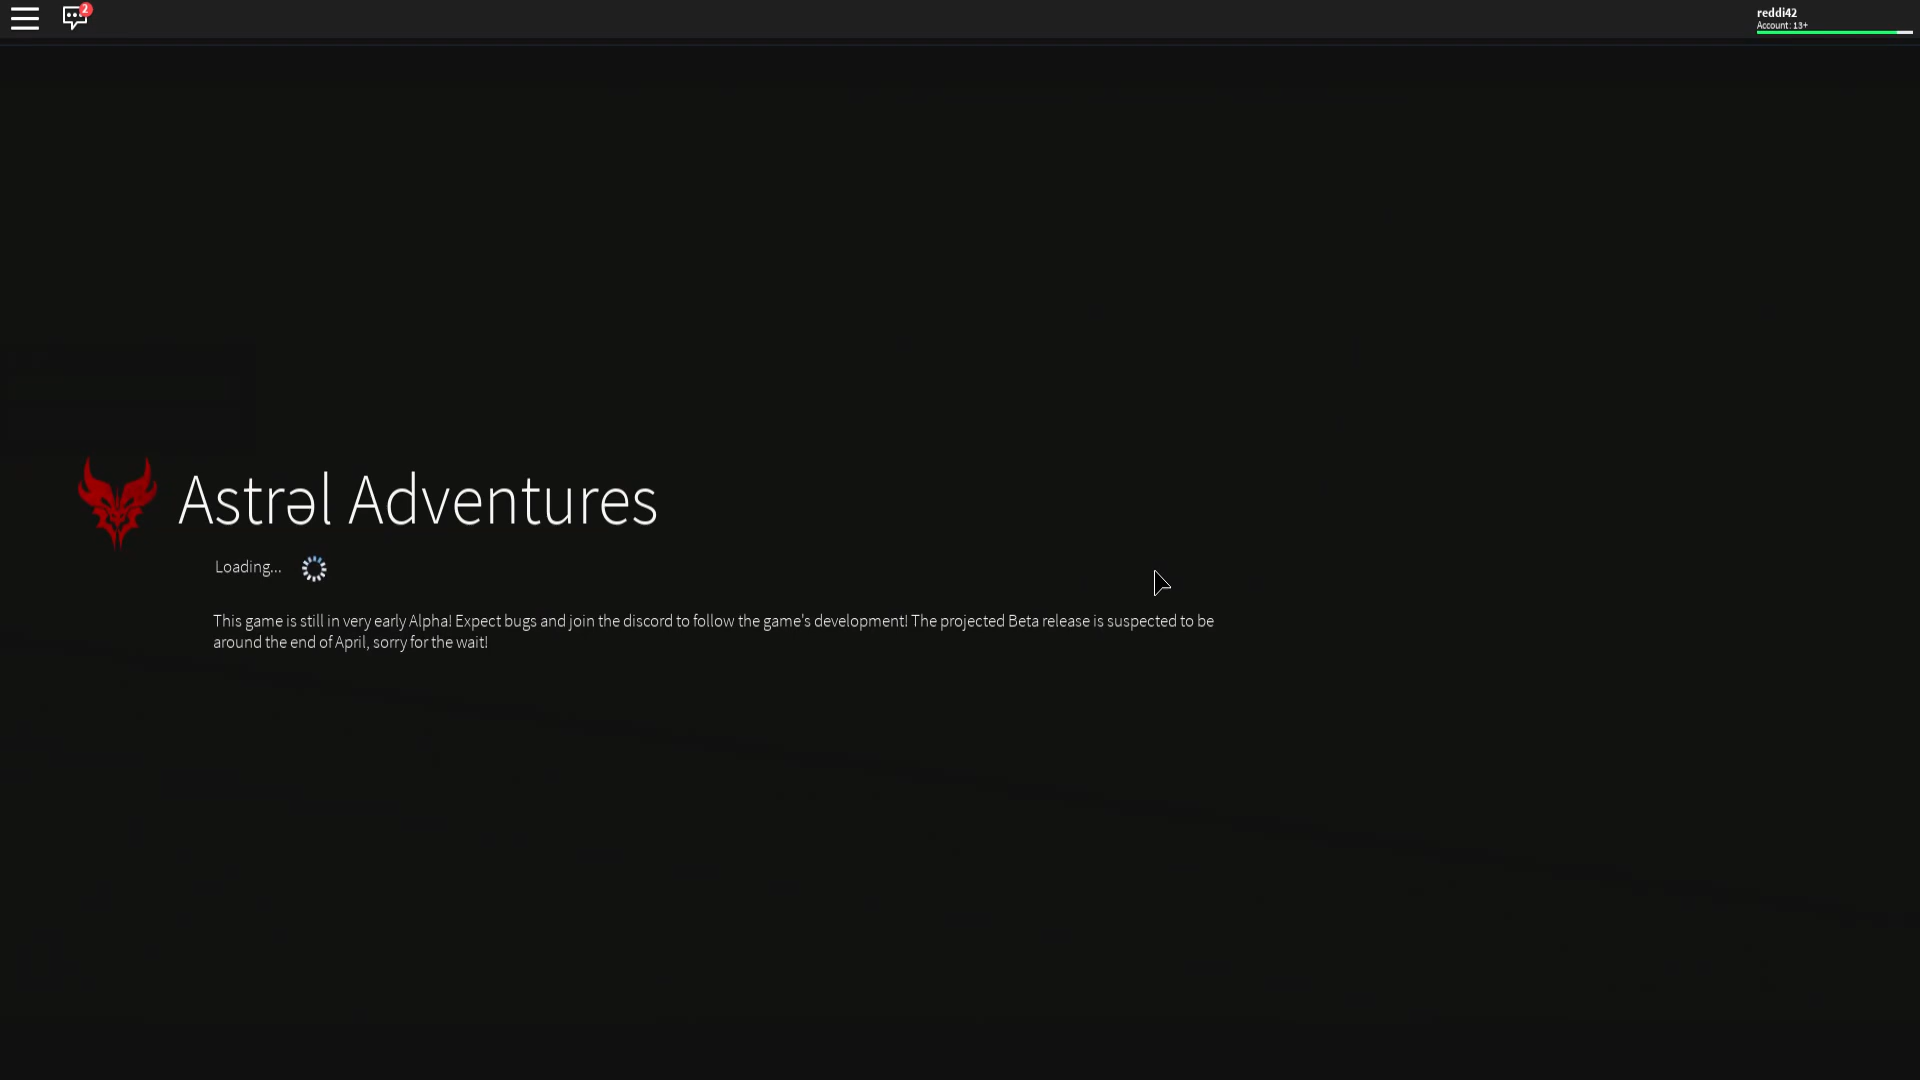 2
reddi42
Account: 13+
Astrəl Adventures
Loading...
This game is still in very early Alpha! Expect bugs and join the discord to follow the game's development! The projected Beta release is suspected to be
around the end of April, sorry for the wait!